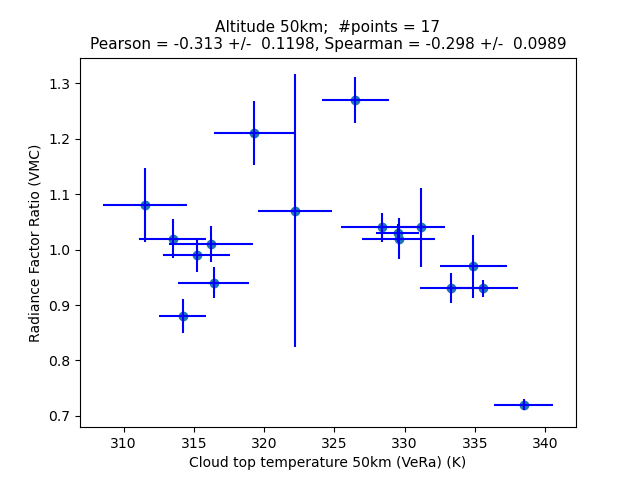 Altitude 50km;  #points = 17
Pearson = -0.313 +/-  0.1198, Spearman = -0.298 +/-  0.0989
1.3
1.2
1.1
1.0
0.9
0.8
0.7
Radiance Factor Ratio (VMC)
310 315 320 325 330 335 340
Cloud top temperature 50km (VeRa) (K)